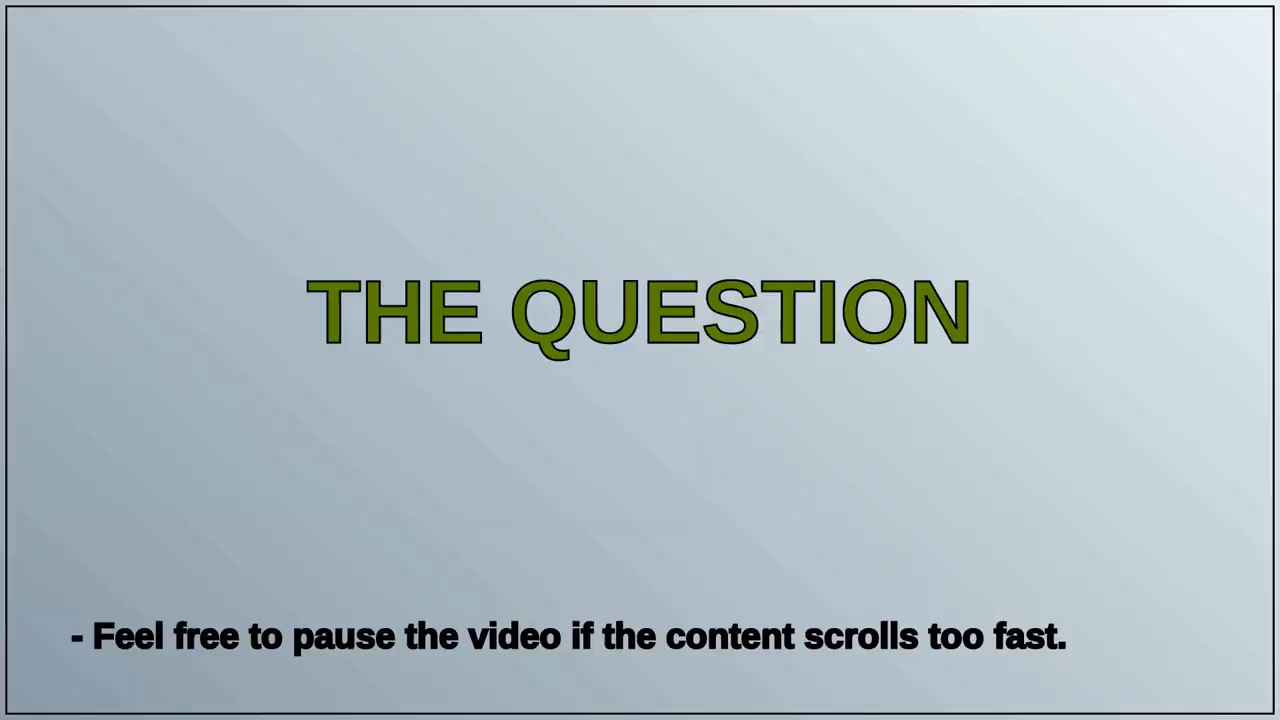 THE QUESTION
- Feel free to pause the video if the content scrolls too fast.